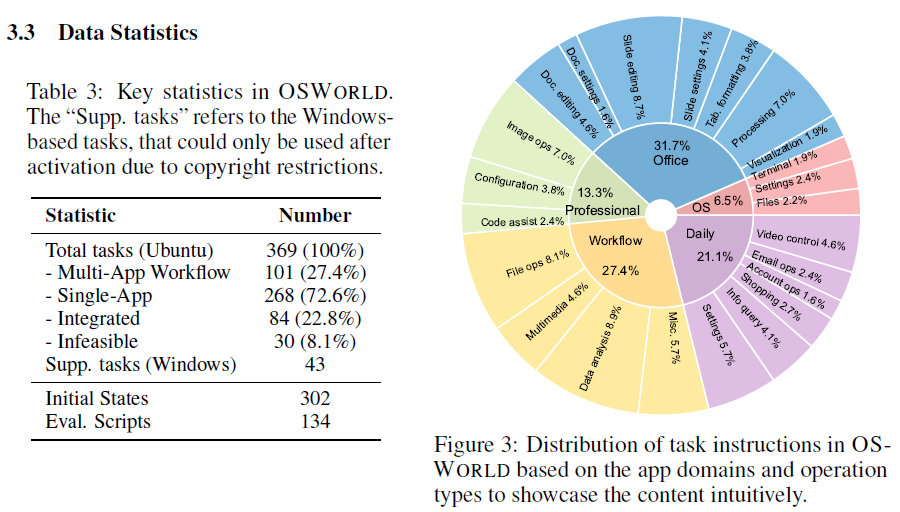 3.3 Data Statistics
Table 3: Key statistics in OSWORLD.
The “Supp. tasks” refers to the Windows-
based tasks, that could only be used after
activation due to copyright restrictions.
Statistic Number
Total tasks (Ubuntu) 369 (100%)
- Multi-App Workflow 101 (27.4%)
- Single-App 268 (72.6%)
- Integrated 84 (22.8%)
- Infeasible 30 (8.1%)
Supp. tasks (Windows) 43
Initial States 302
Eval. Scripts 134
31.7%
Office
Doc. editing 4.6%
Doc. settings 1.6%
Slide editing 8.7%
Slide settings 4.1%
Tab. formatting 3.8%
Processing 7.0%
Visualization 1.9%
OS 6.5%
Terminal 1.9%
Settings 2.4%
Files 2.2%
Daily
21.1%
Video control 4.6%
Email ops 2.4%
Account ops 1.6%
Shopping 2.7%
Info query 4.1%
Settings 5.7%
Workflow
27.4%
Misc. 5.7%
Data analysis 8.9%
Multimedia 4.6%
File ops 8.1%
13.3%
Professional
Code assist 2.4%
Configuration 3.8%
Image ops 7.0%
Figure 3: Distribution of task instructions in OS-
WORLD based on the app domains and operation
types to showcase the content intuitively.